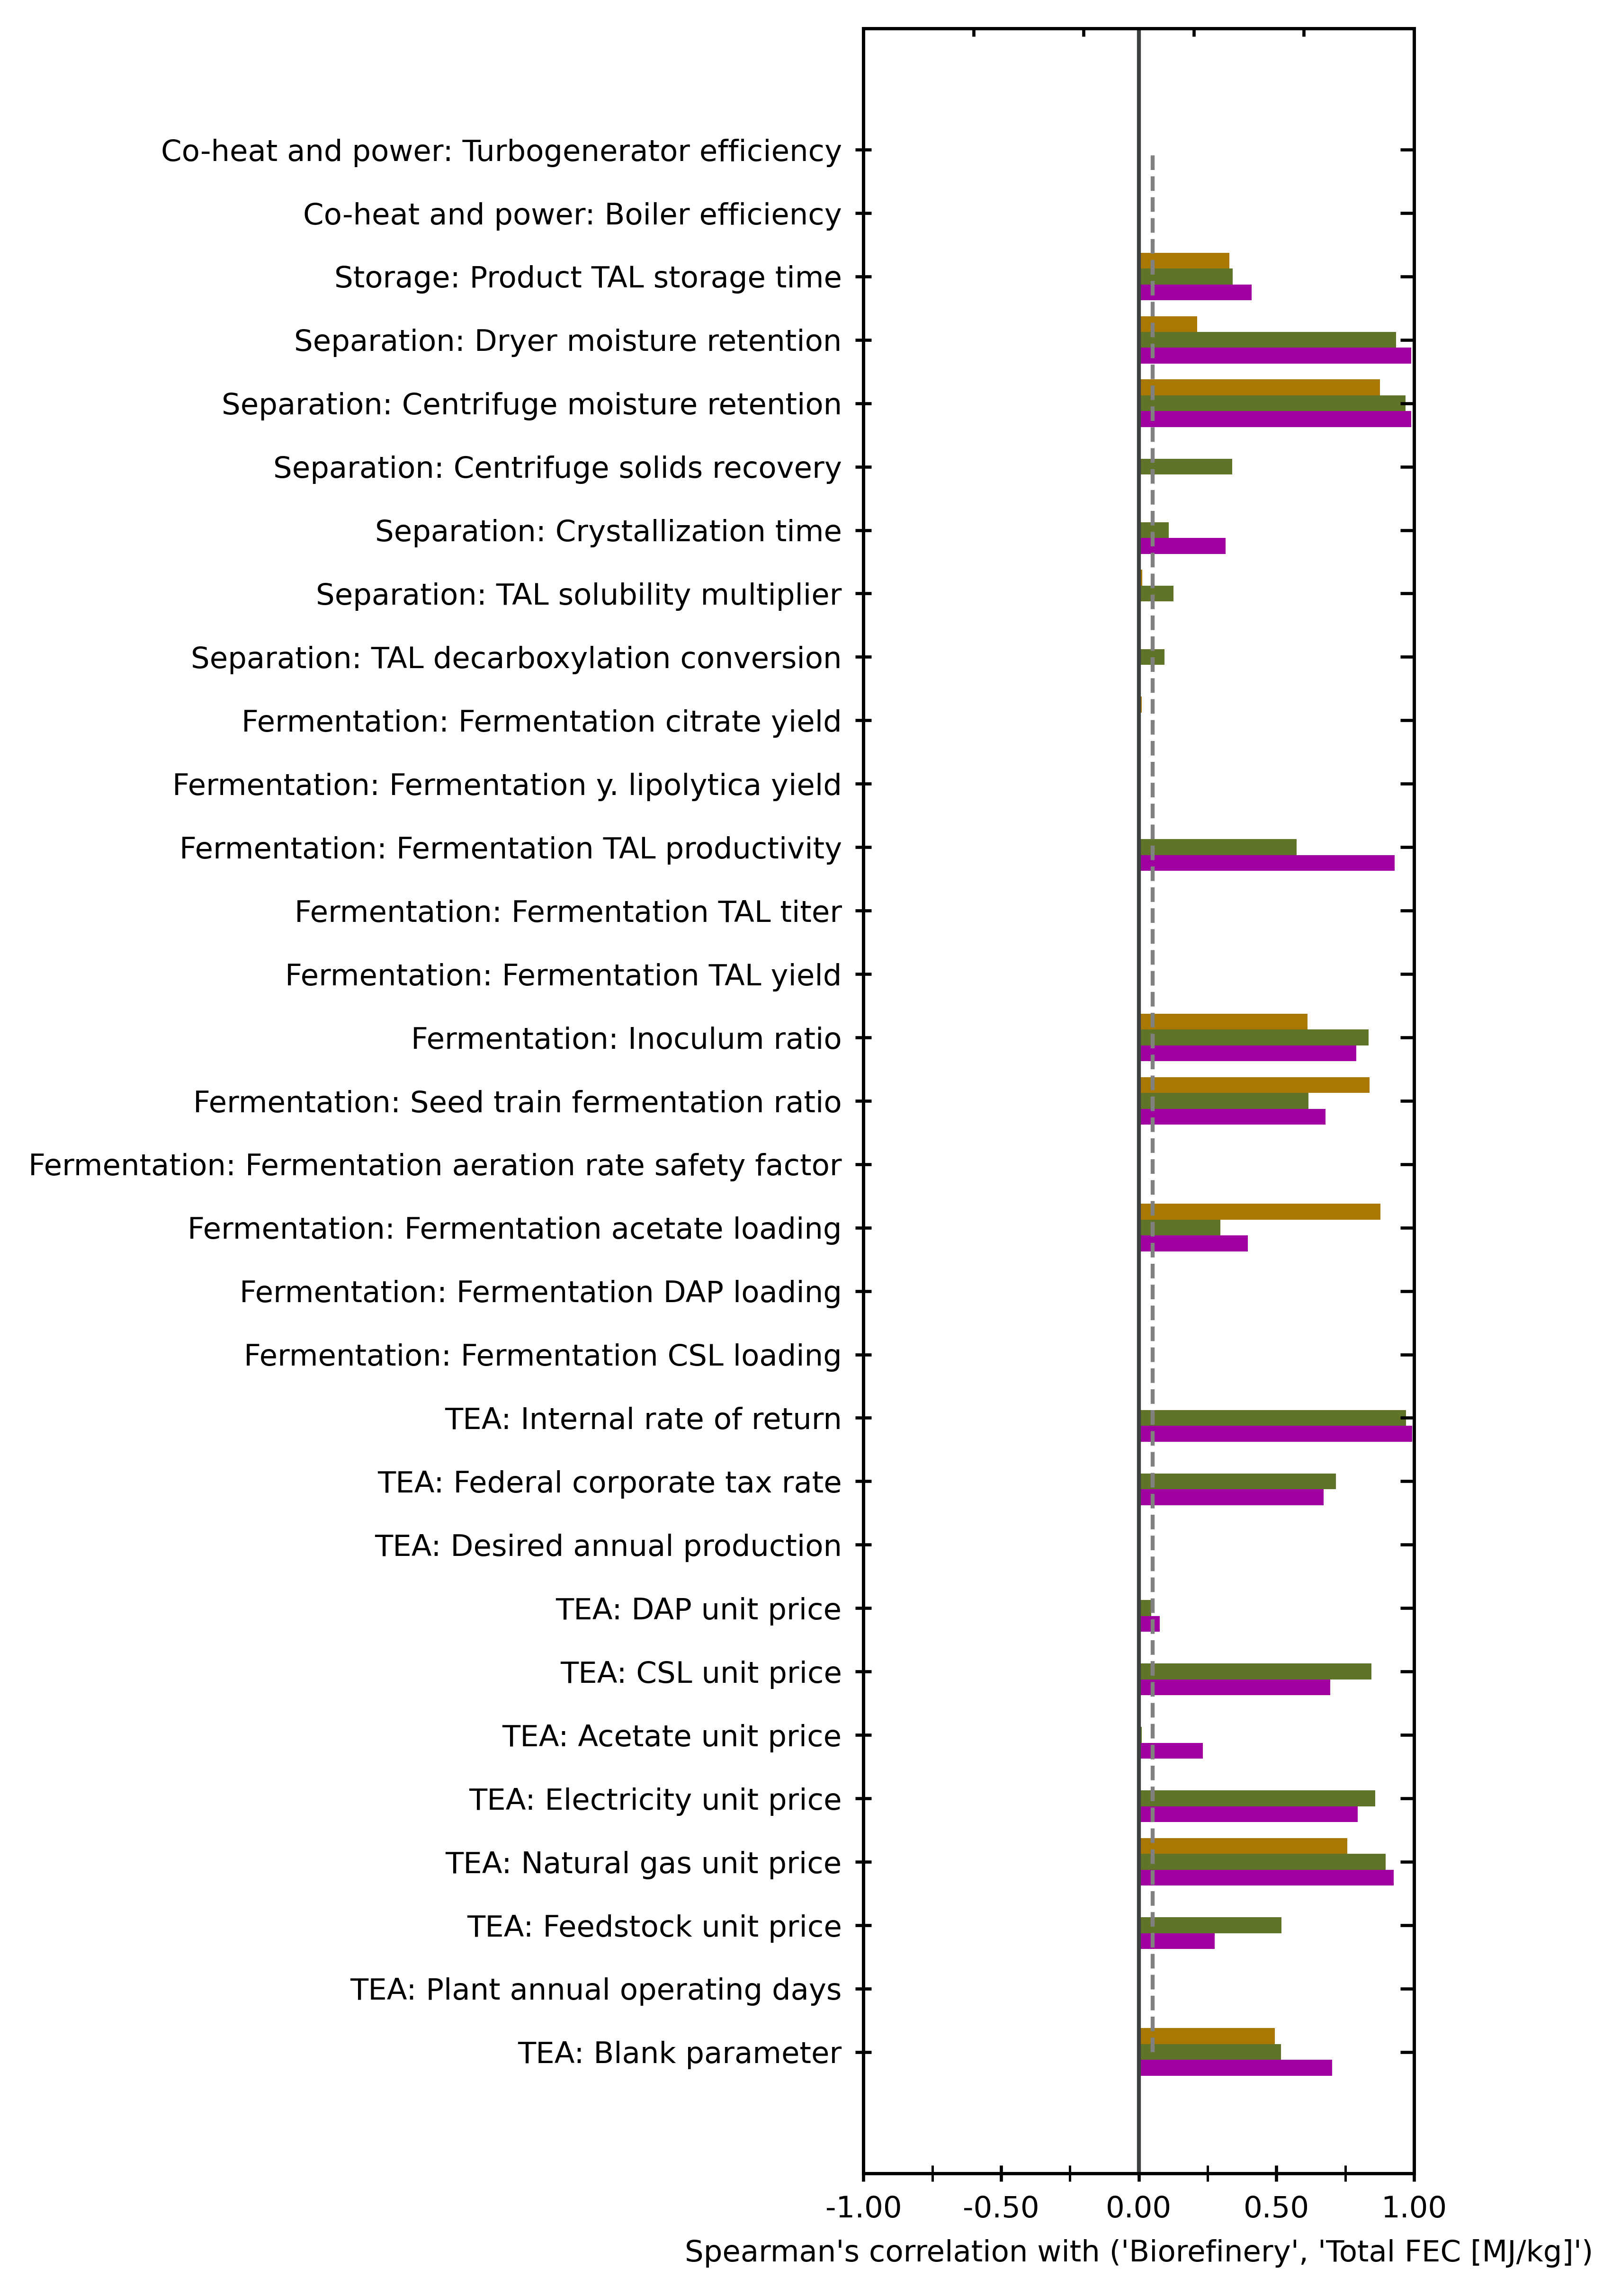 Co-heat and power: Turbogenerator efficiency
Co-heat and power: Boiler efficiency
Storage: Product TAL storage time
Separation: Dryer moisture retention
Separation: Centrifuge moisture retention
Separation: Centrifuge solids recovery
Separation: Crystallization time
Separation: TAL solubility multiplier
Separation: TAL decarboxylation conversion
Fermentation: Fermentation citrate yield
Fermentation: Fermentation y. lipolytica yield
Fermentation: Fermentation TAL productivity
Fermentation: Fermentation TAL titer
Fermentation: Fermentation TAL yield
Fermentation: Inoculum ratio
Fermentation: Seed train fermentation ratio
Fermentation: Fermentation aeration rate safety factor
Fermentation: Fermentation acetate loading
Fermentation: Fermentation DAP loading
Fermentation: Fermentation CSL loading
TEA: Internal rate of return
TEA: Federal corporate tax rate
TEA: Desired annual production
TEA: DAP unit price
TEA: CSL unit price
TEA: Acetate unit price
TEA: Electricity unit price
TEA: Natural gas unit price
TEA: Feedstock unit price
TEA: Plant annual operating days
TEA: Blank parameter
-1.00 -0.50 0.00 0.50 1.00
Spearman's correlation with ('Biorefinery', 'Total FEC [MJ/kg]')